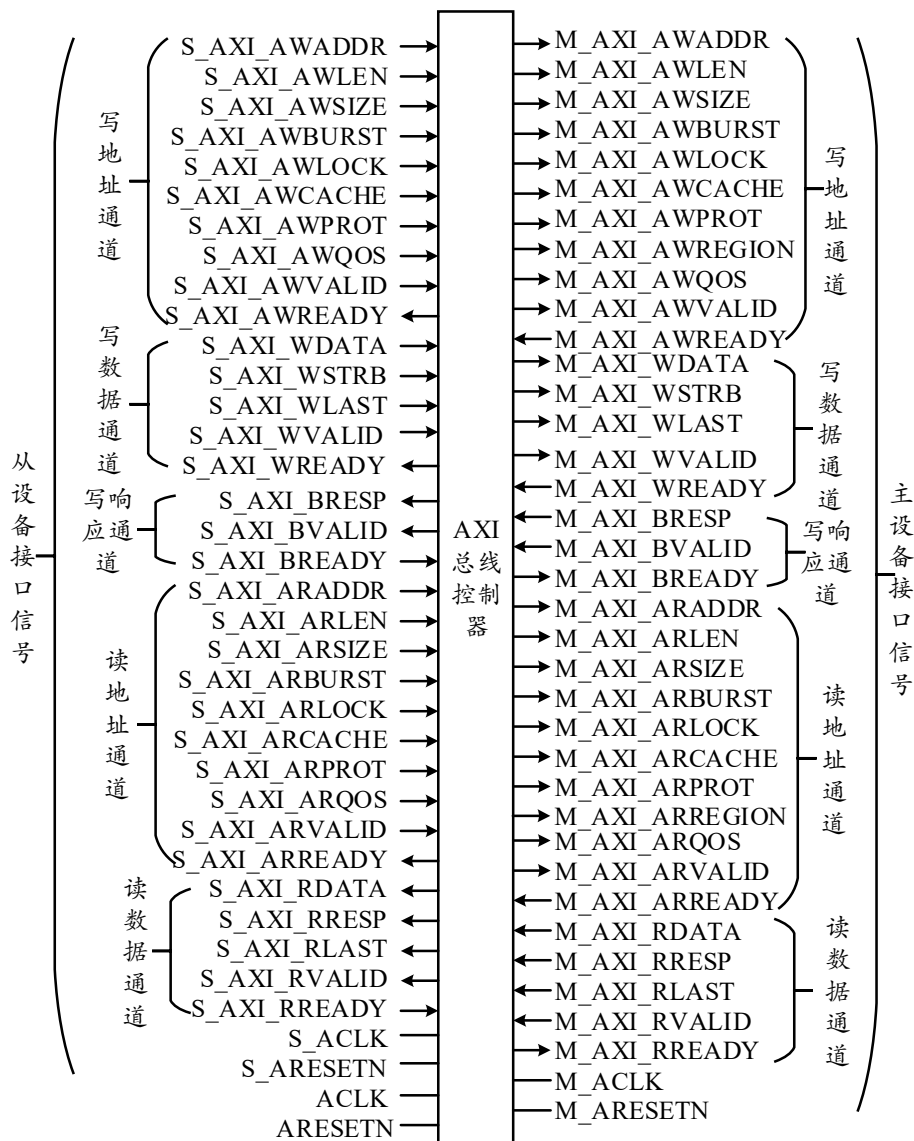 从设备接口信号
写地址通道
S_AXI_AWADDR
S_AXI_AWLEN
S_AXI_AWSIZE
S_AXI_AWBURST
S_AXI_AWLOCK
S_AXI_AWCACHE
S_AXI_AWPROT
S_AXI_AWQOS
S_AXI_AWVALID
S_AXI_AWREADY
写数据通道
S_AXI_WDATA
S_AXI_WSTRB
S_AXI_WLAST
S_AXI_WVALID
S_AXI_WREADY
写响
应通
道
S_AXI_BRESP
S_AXI_BVALID
S_AXI_BREADY
读地址通道
S_AXI_ARADDR
S_AXI_ARLEN
S_AXI_ARSIZE
S_AXI_ARBURST
S_AXI_ARLOCK
S_AXI_ARCACHE
S_AXI_ARPROT
S_AXI_ARQOS
S_AXI_ARVALID
S_AXI_ARREADY
读数据通道
S_AXI_RDATA
S_AXI_RRESP
S_AXI_RLAST
S_AXI_RVALID
S_AXI_RREADY
S_ACLK
S_ARESETN
ACLK
ARESETN
AXI
总线
控制
器
M_AXI_AWADDR
M_AXI_AWLEN
M_AXI_AWSIZE
M_AXI_AWBURST
M_AXI_AWLOCK
M_AXI_AWCACHE
M_AXI_AWPROT
M_AXI_AWREGION
M_AXI_AWQOS
M_AXI_AWVALID
M_AXI_AWREADY
写地址通道
M_AXI_WDATA
M_AXI_WSTRB
M_AXI_WLAST
M_AXI_WVALID
M_AXI_WREADY
写数据通道
M_AXI_BRESP
M_AXI_BVALID
M_AXI_BREADY
写响
应通
道
M_AXI_ARADDR
M_AXI_ARLEN
M_AXI_ARSIZE
M_AXI_ARBURST
M_AXI_ARLOCK
M_AXI_ARCACHE
M_AXI_ARPROT
M_AXI_ARREGION
M_AXI_ARQOS
M_AXI_ARVALID
M_AXI_ARREADY
读地址通道
M_AXI_RDATA
M_AXI_RRESP
M_AXI_RLAST
M_AXI_RVALID
M_AXI_RREADY
读数据通道
M_ACLK
M_ARESETN
主设备接口信号